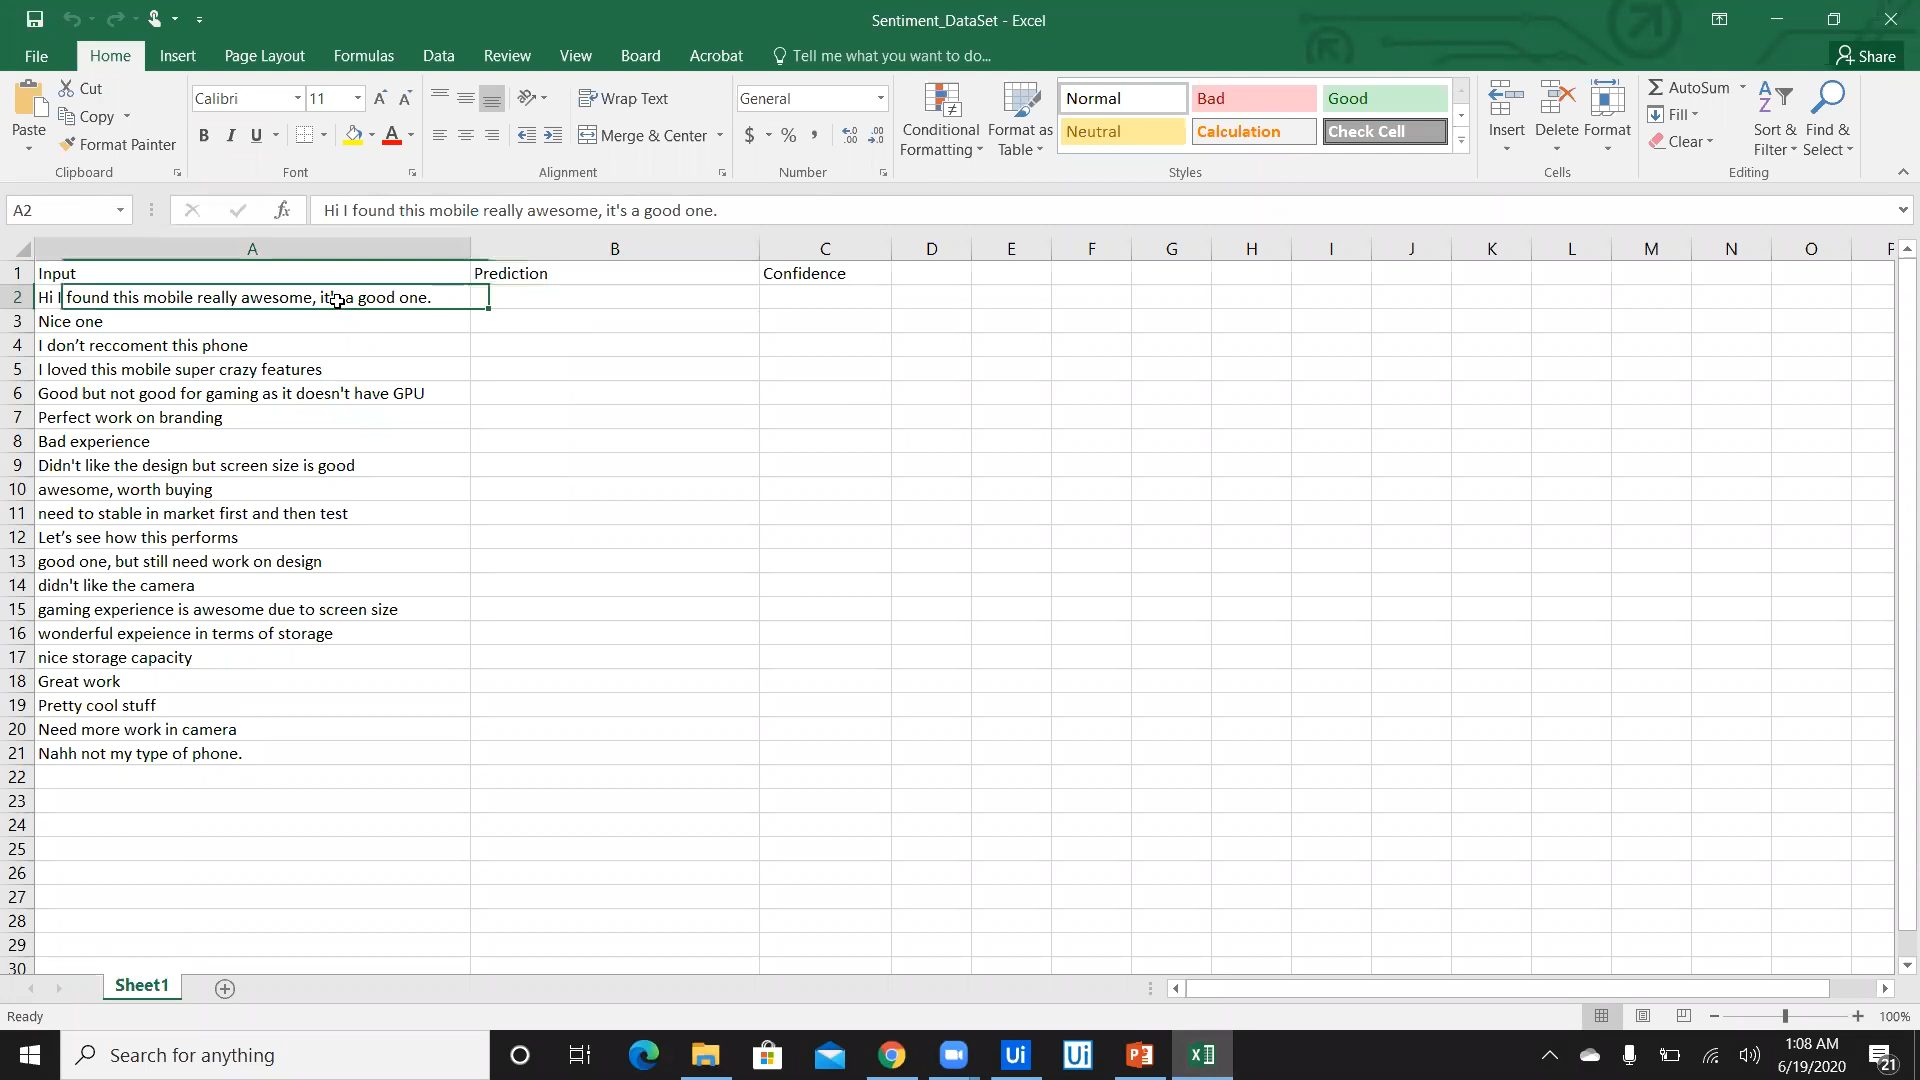 Sentiment_DataSet - Excel
File Home Insert Page Layout Formulas Data Review View Board Acrobat Tell me what you want to do... Share
Paste Cut Copy Format Painter Clipboard
Calibri 11 B I U A Font
Wrap Text Merge & Center Alignment
General $ % , Number
Conditional Formatting Format as Table
Normal Bad Good
Neutral Calculation Check Cell
Styles
Insert Delete Format Cells
AutoSum Fill Clear Sort & Filter Find & Select Editing
A2 fx Hi I found this mobile really awesome, it's a good one.
A B C D E F G H I J K L M N O
1 Input Prediction Confidence
2 Hi I found this mobile really awesome, it's a good one.
3 Nice one
4 I don’t reccoment this phone
5 I loved this mobile super crazy features
6 Good but not good for gaming as it doesn't have GPU
7 Perfect work on branding
8 Bad experience
9 Didn't like the design but screen size is good
10 awesome, worth buying
11 need to stable in market first and then test
12 Let’s see how this performs
13 good one, but still need work on design
14 didn't like the camera
15 gaming experience is awesome due to screen size
16 wonderful expeience in terms of storage
17 nice storage capacity
18 Great work
19 Pretty cool stuff
20 Need more work in camera
21 Nahh not my type of phone.
22
23
24
25
26
27
28
29
30
Sheet1
Ready 100%
Search for anything Ui Ui 1:08 AM
6/19/2020 21